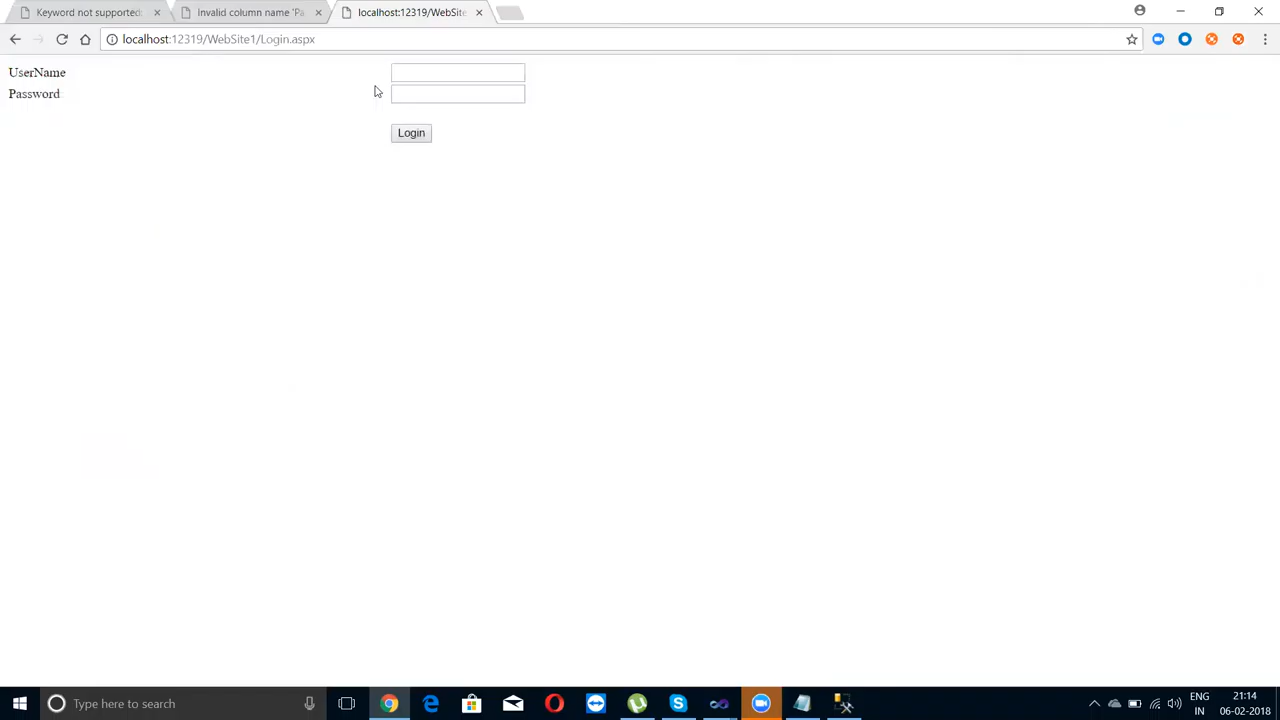 Keyword not supported:
Invalid column name 'Pa
localhost:12319/WebSite
localhost:12319/WebSite1/Login.aspx
UserName
Password
Login
Type here to search
ENG
IN
21:14
06-02-2018